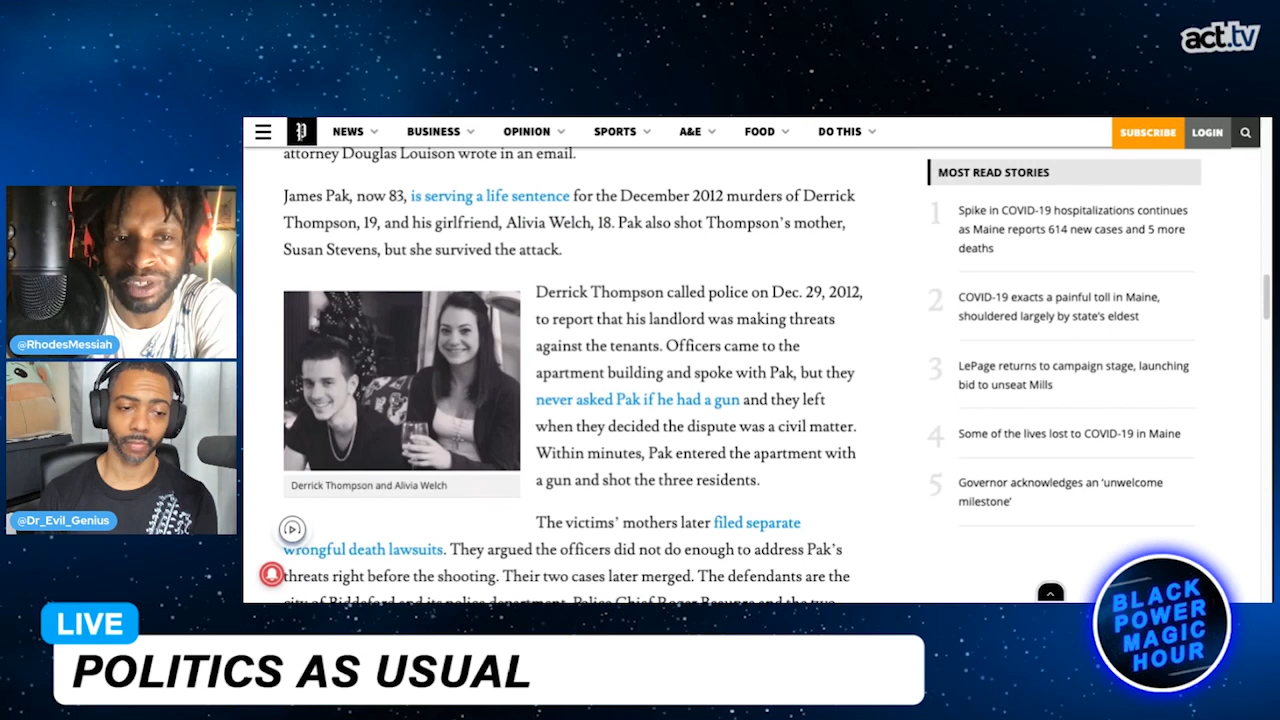 act.tv
P
NEWS
BUSINESS
OPINION
SPORTS
A&E
FOOD
DO THIS
SUBSCRIBE
LOGIN
attorney Douglas Louison wrote in an email.
James Pak, now 83, is serving a life sentence for the December 2012 murders of Derrick
Thompson, 19, and his girlfriend, Alivia Welch, 18. Pak also shot Thompson's mother,
Susan Stevens, but she survived the attack.
Derrick Thompson called police on Dec. 29, 2012,
to report that his landlord was making threats
against the tenants. Officers came to the
apartment building and spoke with Pak, but they
never asked Pak if he had a gun and they left
when they decided the dispute was a civil matter.
Within minutes, Pak entered the apartment with
a gun and shot the three residents.
Derrick Thompson and Alivia Welch
The victims' mothers later filed separate
wrongful death lawsuits. They argued the officers did not do enough to address Pak's
threats right before the shooting. Their two cases later merged. The defendants are the
MOST READ STORIES
1 Spike in COVID-19 hospitalizations continues
as Maine reports 614 new cases and 5 more
deaths
2 COVID-19 exacts a painful toll in Maine,
shouldered largely by state's eldest
3 LePage returns to campaign stage, launching
bid to unseat Mills
4 Some of the lives lost to COVID-19 in Maine
5 Governor acknowledges an 'unwelcome
milestone'
@RhodesMessiah
@Dr_Evil_Genius
LIVE
POLITICS AS USUAL
BLACK
POWER
MAGIC
HOUR